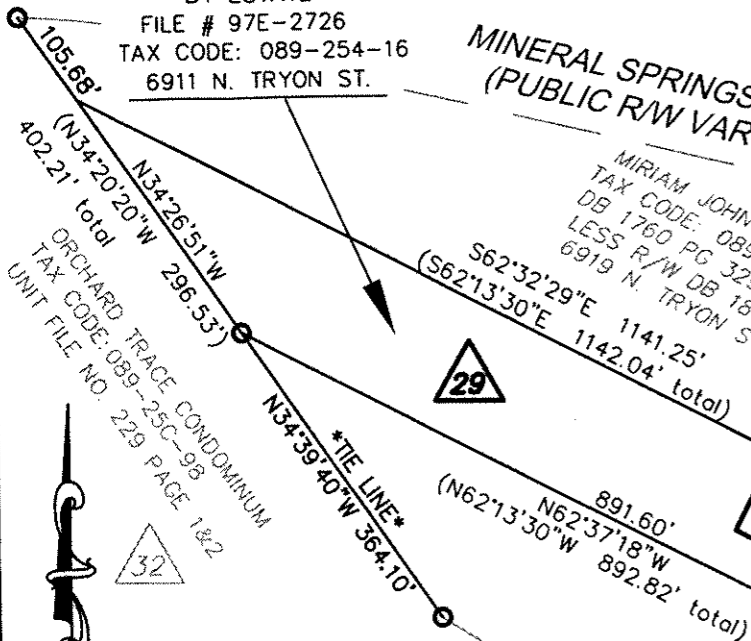 FILE # 97E-2726
TAX CODE: 089-254-16
6911 N. TRYON ST.
MINERAL SPRINGS
(PUBLIC R/W VAR
105.68'
N34°26'51"W
(N34°20'20"W 296.53')
402.21' total
ORCHARD TRACE CONDOMINUM
TAX CODE: 089-25C-98
UNIT FILE NO. 229 PAGE 1&2
MIRIAM JOHN
TAX CODE: 089
DB 1760 PG 32
LESS R/W DB 18
6919 N. TRYON S
S62°32'29"E 1141.25'
(S62°13'30"E 1142.04' total)
29
*TIE LINE*
N34°39'40"W 364.10'
891.60'
N62°37'18"W
(N62°13'30"W 892.82' total)
32